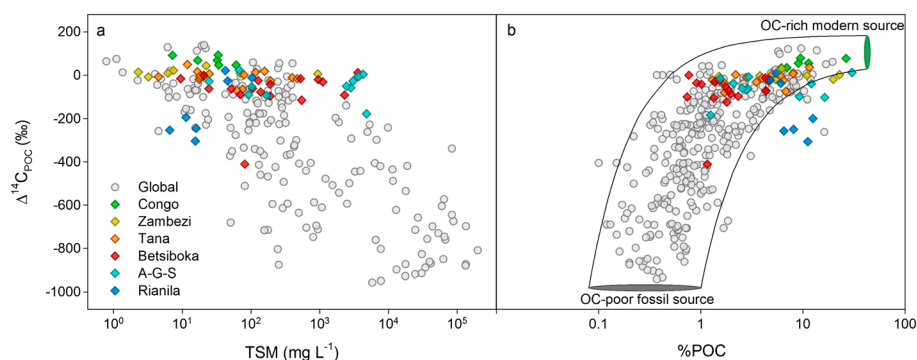 a
b
OC-rich modern source
200
0
-200
-400
-600
-800
-1000
Δ¹⁴C_POC (‰)
Global
Congo
Zambezi
Tana
Betsiboka
A-G-S
Rianila
OC-poor fossil source
10⁰ 10¹ 10² 10³ 10⁴ 10⁵
0.1 1 10 100
TSM (mg L⁻¹)
%POC